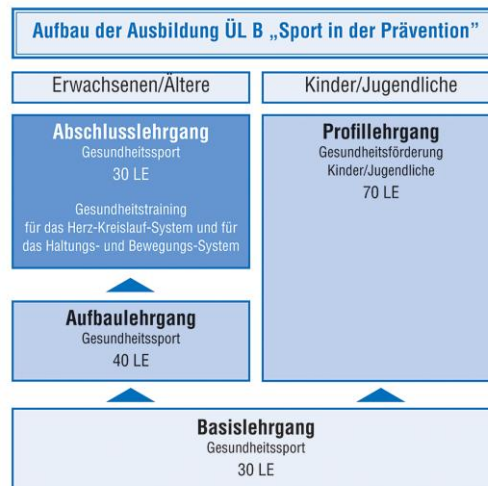 Aufbau der Ausbildung ÜL B „Sport in der Prävention”
Erwachsenen/Ältere
Kinder/Jugendliche
Abschlusslehrgang
Gesundheitssport
30 LE
Gesundheitstraining
für das Herz-Kreislauf-System und für
das Haltungs- und Bewegungs-System
Profillehrgang
Gesundheitsförderung
Kinder/Jugendliche
70 LE
Aufbaulehrgang
Gesundheitssport
40 LE
Basislehrgang
Gesundheitssport
30 LE